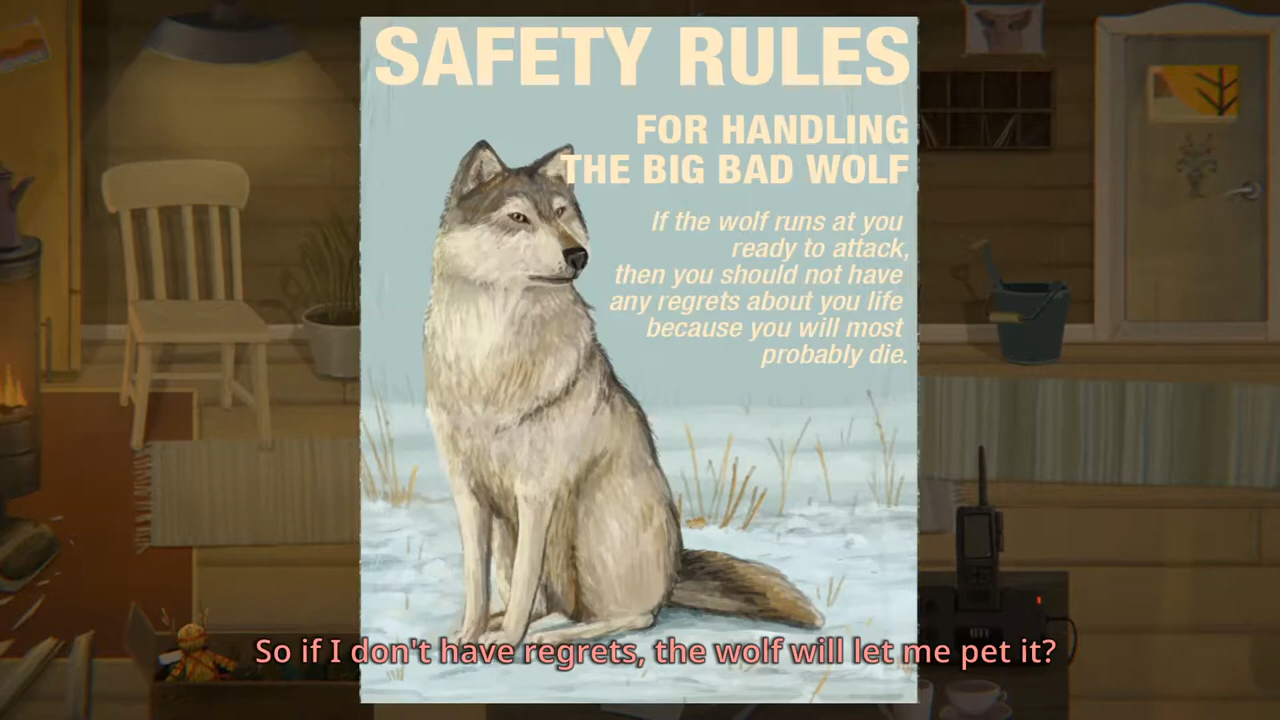 SAFETY RULES
FOR HANDLING
THE BIG BAD WOLF
If the wolf runs at you
ready to attack,
then you should not have
any regrets about you life
because you will most
probably die.
So if I don't have regrets, the wolf will let me pet it?